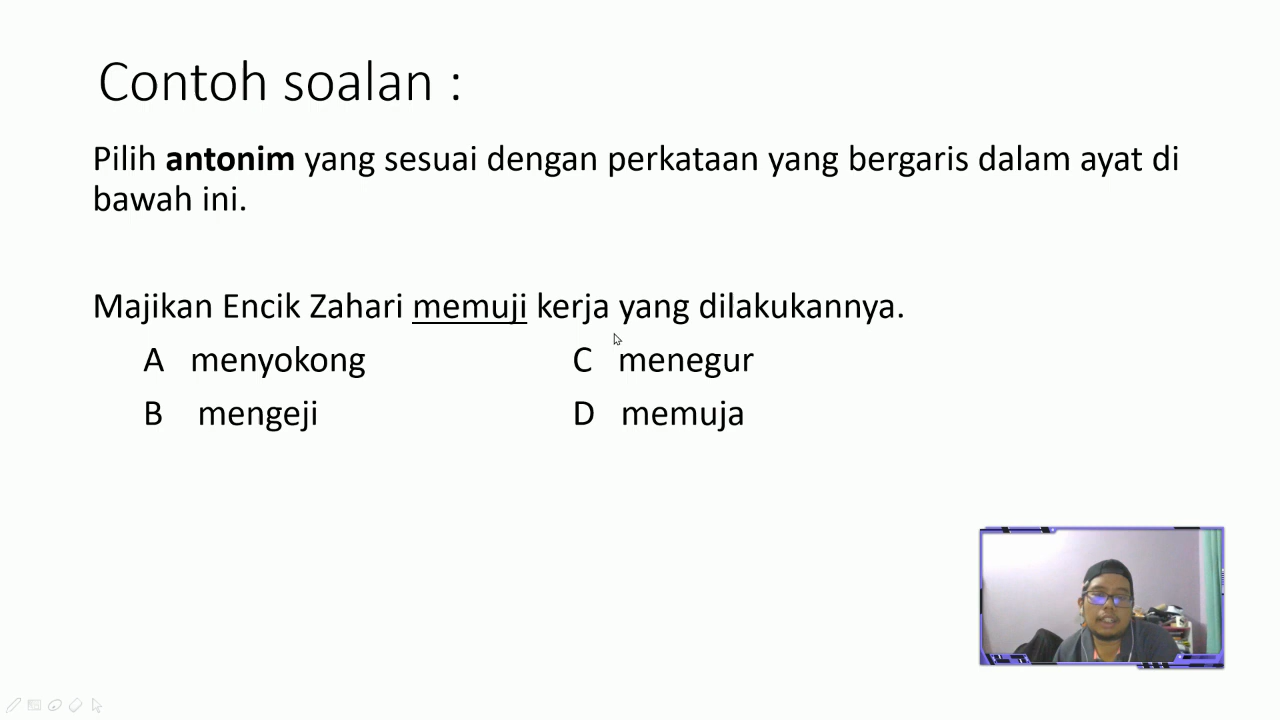 Contoh soalan :
Pilih antonim yang sesuai dengan perkataan yang bergaris dalam ayat di
bawah ini.
Majikan Encik Zahari memuji kerja yang dilakukannya.
A menyokong C menegur
B mengeji D memuja